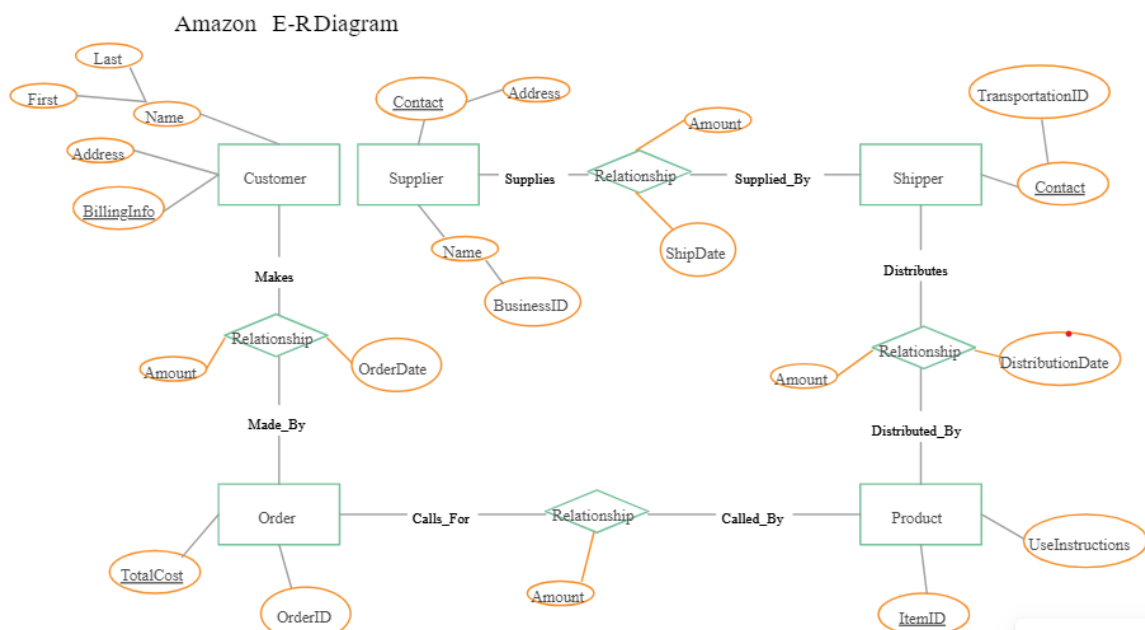 Amazon E-RDiagram
Last
First
Name
Address
BillingInfo
Customer
Contact
Address
Supplier
Supplies
Relationship
Amount
ShipDate
Supplied_By
Shipper
TransportationID
Contact
Name
BusinessID
Makes
Relationship
Amount
OrderDate
Made_By
Distributes
Relationship
Amount
DistributionDate
Distributed_By
Order
TotalCost
OrderID
Calls_For
Relationship
Amount
Called_By
Product
UseInstructions
ItemID